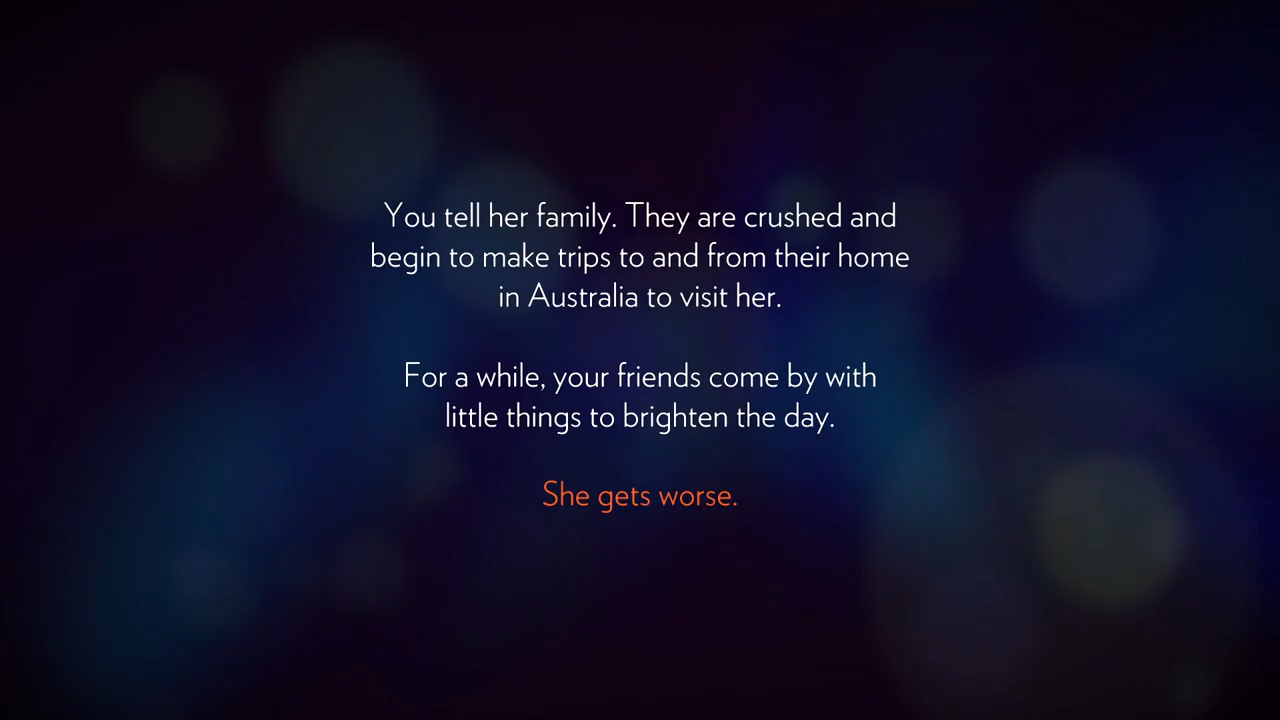 You tell her family. They are crushed and
begin to make trips to and from their home
in Australia to visit her.
For a while, your friends come by with
little things to brighten the day.
She gets worse.